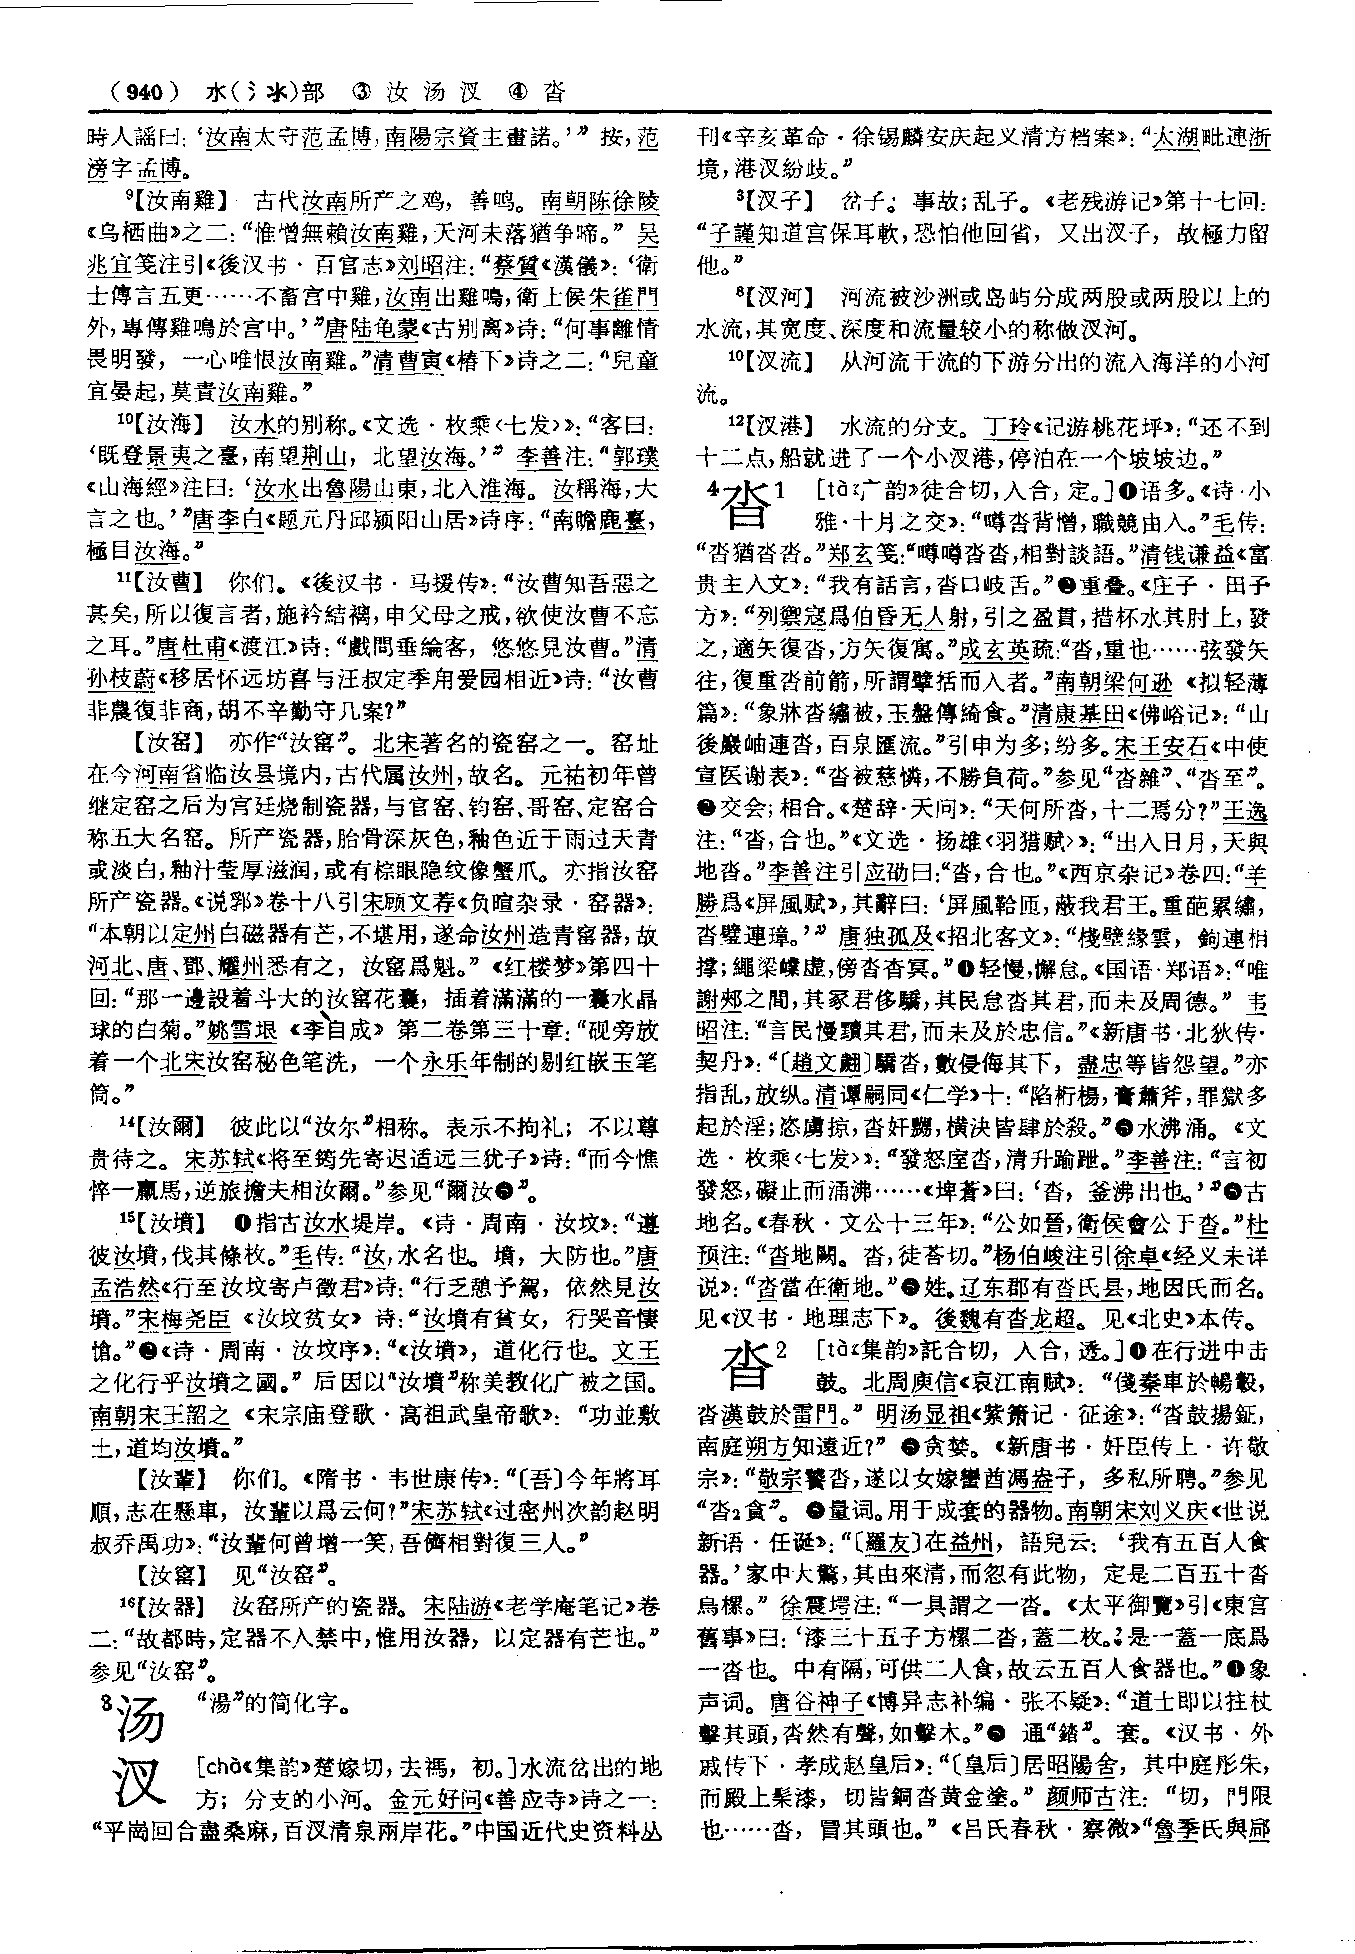 （940） 水（氵氺）部 ③ 汝 汤 汊 ④ 沓
時人謡曰：‘汝南太守范孟博，南陽宗資主畫諾。’”按，范
滂字孟博。
9【汝南雞】 古代汝南所产之鸡，善鸣。南朝陈徐陵
《乌栖曲》之二：“惟憎無賴汝南雞，天河未落猶争啼。”吴
兆宜笺注引《後汉书·百官志》刘昭注：“蔡質《漢儀》：‘衛
士傳言五更……不畜宫中雞，汝南出雞鳴，衛士候朱雀門
外，專傳雞鳴於宫中。’”唐陆龟蒙《古别离》诗：“何事離情
畏明發，一心唯恨汝南雞。”清曹寅《樁下》诗之二：“兒童
宜晏起，莫責汝南雞。”
10【汝海】 汝水的别称。《文选·枚乘〈七发〉》：“客曰：
‘既登景夷之臺，南望荆山，北望汝海。’”李善注：“郭璞
《山海經》注曰：‘汝水出魯陽山東，北入淮海。汝稱海，大
言之也。’”唐李白《题元丹邱颍阳山居》诗序：“南瞻鹿臺，
極目汝海。”
11【汝曹】 你们。《後汉书·马援传》：“汝曹知吾惡之
甚矣，所以復言者，施衿結褵，申父母之戒，欲使汝曹不忘
之耳。”唐杜甫《渡江》诗：“戲問垂綸客，悠悠見汝曹。”清
孙枝蔚《移居怀远坊喜与汪叔定季甪爱园相近》诗：“汝曹
非農復非商，胡不辛勤守几案？”
【汝窑】 亦作“汝窰”。北宋著名的瓷窑之一。窑址
在今河南省临汝县境内，古代属汝州，故名。元祐初年曾
继定窑之后为宫廷烧制瓷器，与官窑、钧窑、哥窑、定窑合
称五大名窑。所产瓷器，胎骨深灰色，釉色近于雨过天青
或淡白，釉汁莹厚滋润，或有棕眼隐纹像蟹爪。亦指汝窑
所产瓷器。《说郛》卷十八引宋顾文荐《负暄杂录·窑器》：
“本朝以定州白磁器有芒，不堪用，遂命汝州造青窑器，故
河北、唐、鄧、耀州悉有之，汝窑爲魁。”《红楼梦》第四十
回：“那一邊設着斗大的汝窑花囊，插着滿滿的一囊水晶
球的白菊。”姚雪垠《李自成》第二卷第三十章：“砚旁放
着一个北宋汝窑秘色笔洗，一个永乐年制的剔红嵌玉笔
筒。”
14【汝爾】 彼此以“汝尔”相称。表示不拘礼；不以尊
贵待之。宋苏轼《将至筠先寄迟适远三犹子》诗：“而今憔
悴一羸馬，逆旅擔夫相汝爾。”参见“爾汝❷”。
15【汝墳】 ❶指古汝水堤岸。《诗·周南·汝坟》：“遵
彼汝墳，伐其條枚。”毛传：“汝，水名也。墳，大防也。”唐
孟浩然《行至汝坟寄卢徵君》诗：“行乏憩予駕，依然見汝
墳。”宋梅尧臣《汝坟贫女》诗：“汝墳有貧女，行哭音悽
愴。”❷《诗·周南·汝坟序》：“《汝墳》，道化行也。文王
之化行乎汝墳之國。”后因以“汝墳”称美教化广被之国。
南朝宋王韶之《宋宗庙登歌·高祖武皇帝歌》：“功並敷
土，道均汝墳。”
【汝輩】 你们。《隋书·韦世康传》：“〔吾〕今年將耳
順，志在懸車，汝輩以爲云何？”宋苏轼《过密州次韵赵明
叔乔禹功》：“汝輩何曾增一笑，吾儕相對復三人。”
【汝窰】 见“汝窑”。
16【汝器】 汝窑所产的瓷器。宋陆游《老学庵笔记》卷
二：“故都時，定器不入禁中，惟用汝器，以定器有芒也。”
参见“汝窑”。
3汤 “湯”的简化字。
汊 [chà《集韵》楚嫁切，去禡，初。]水流岔出的地
方；分支的小河。金元好问《善应寺》诗之一：
“平崗回合盡桑麻，百汊清泉兩岸花。”中国近代史资料丛
刊《辛亥革命·徐锡麟安庆起义清方档案》：“太湖毗連浙
境，港汊紛歧。”
3【汊子】 岔子；事故；乱子。《老残游记》第十七回：
“子謹知道宫保耳軟，恐怕他回省，又出汊子，故極力留
他。”
8【汊河】 河流被沙洲或岛屿分成两股或两股以上的
水流，其宽度、深度和流量较小的称做汊河。
10【汊流】 从河流干流的下游分出的流入海洋的小河
流。
12【汊港】 水流的分支。丁玲《记游桃花坪》：“还不到
十二点，船就进了一个小汊港，停泊在一个坡坡边。”
4沓1 [tà《广韵》徒合切，入合，定。]❶语多。《诗·小
雅·十月之交》：“噂沓背憎，職競由人。”毛传：
“沓猶沓沓。”郑玄笺：“噂噂沓沓，相對談語。”清钱谦益《富
贵主人文》：“我有話言，沓口岐舌。”❷重叠。《庄子·田子
方》：“列禦寇爲伯昏无人射，引之盈貫，措杯水其肘上，發
之，適矢復沓，方矢復寓。”成玄英疏：“沓，重也……弦發矢
往，復重沓前箭，所謂擘括而入者。”南朝梁何逊《拟轻薄
篇》：“象牀沓繡被，玉盤傳綺食。”清康基田《佛峪记》：“山
後巖岫連沓，百泉匯流。”引申为多；纷多。宋王安石《中使
宣医谢表》：“沓被慈憐，不勝負荷。”参见“沓雜”、“沓至”。
❸交会；相合。《楚辞·天问》：“天何所沓，十二焉分？”王逸
注：“沓，合也。”《文选·扬雄〈羽猎赋〉》：“出入日月，天與
地沓。”李善注引应劭曰：“沓，合也。”《西京杂记》卷四：“羊
勝爲《屏風赋》，其辭曰：‘屏風鞈匝，蔽我君王。重葩累繡，
沓璧連璋。’”唐独孤及《招北客文》：“棧壁緣雲，鉤連相
撑；繩梁嵥虚，傍沓杳冥。”❹轻慢，懈怠。《国语·郑语》：“唯
謝郟之間，其冢君侈驕，其民怠沓其君，而未及周德。”韦
昭注：“言民慢黷其君，而未及於忠信。”《新唐书·北狄传·
契丹》：“〔趙文翽〕驕沓，數侵侮其下，盡忠等皆怨望。”亦
指乱，放纵。清谭嗣同《仁学》十：“陷桁楊，膏蕭斧，罪獄多
起於淫；恣虜掠，沓奸嬲，横決皆肆於殺。”❺水沸涌。《文
选·枚乘〈七发〉》：“發怒庢沓，清升踰跇。”李善注：“言初
發怒，礙止而涌沸……《埤蒼》曰：‘沓，釜沸出也。’”❻古
地名。《春秋·文公十三年》：“公如晉，衛侯會公于沓。”杜
预注：“沓地闕。沓，徒荅切。”杨伯峻注引徐卓《经义未详
说》：“沓當在衛地。”❼姓。辽东郡有沓氏县，地因氏而名。
见《汉书·地理志下》。後魏有沓龙超。见《北史》本传。
沓2 [tà《集韵》託合切，入合，透。]❶在行进中击
鼓。北周庾信《哀江南赋》：“俴秦車於暢轂，
沓漢鼓於雷門。”明汤显祖《紫箫记·征途》：“沓鼓揚鉦，
南庭朔方知遠近？”❷贪婪。《新唐书·奸臣传上·许敬
宗》：“敬宗饕沓，遂以女嫁蠻酋馮盎子，多私所聘。”参见
“沓2貪”。❸量词。用于成套的器物。南朝宋刘义庆《世说
新语·任诞》：“〔羅友〕在益州，語兒云：‘我有五百人食
器。’家中大驚，其由來清，而忽有此物，定是二百五十沓
烏樏。”徐震堮注：“一具謂之一沓。《太平御覽》引《東宫
舊事》曰：‘漆三十五子方樏二沓，蓋二枚。’是一蓋一底爲
一沓也。中有隔，可供二人食，故云五百人食器也。”❹象
声词。唐谷神子《博异志补编·张不疑》：“道士即以拄杖
擊其頭，沓然有聲，如擊木。”❺ 通“錔”。套。《汉书·外
戚传下·孝成赵皇后》：“〔皇后〕居昭陽舍，其中庭彤朱，
而殿上髹漆，切皆銅沓黄金塗。”颜师古注：“切，門限
也……沓，冒其頭也。”《吕氏春秋·察微》“魯季氏與郈